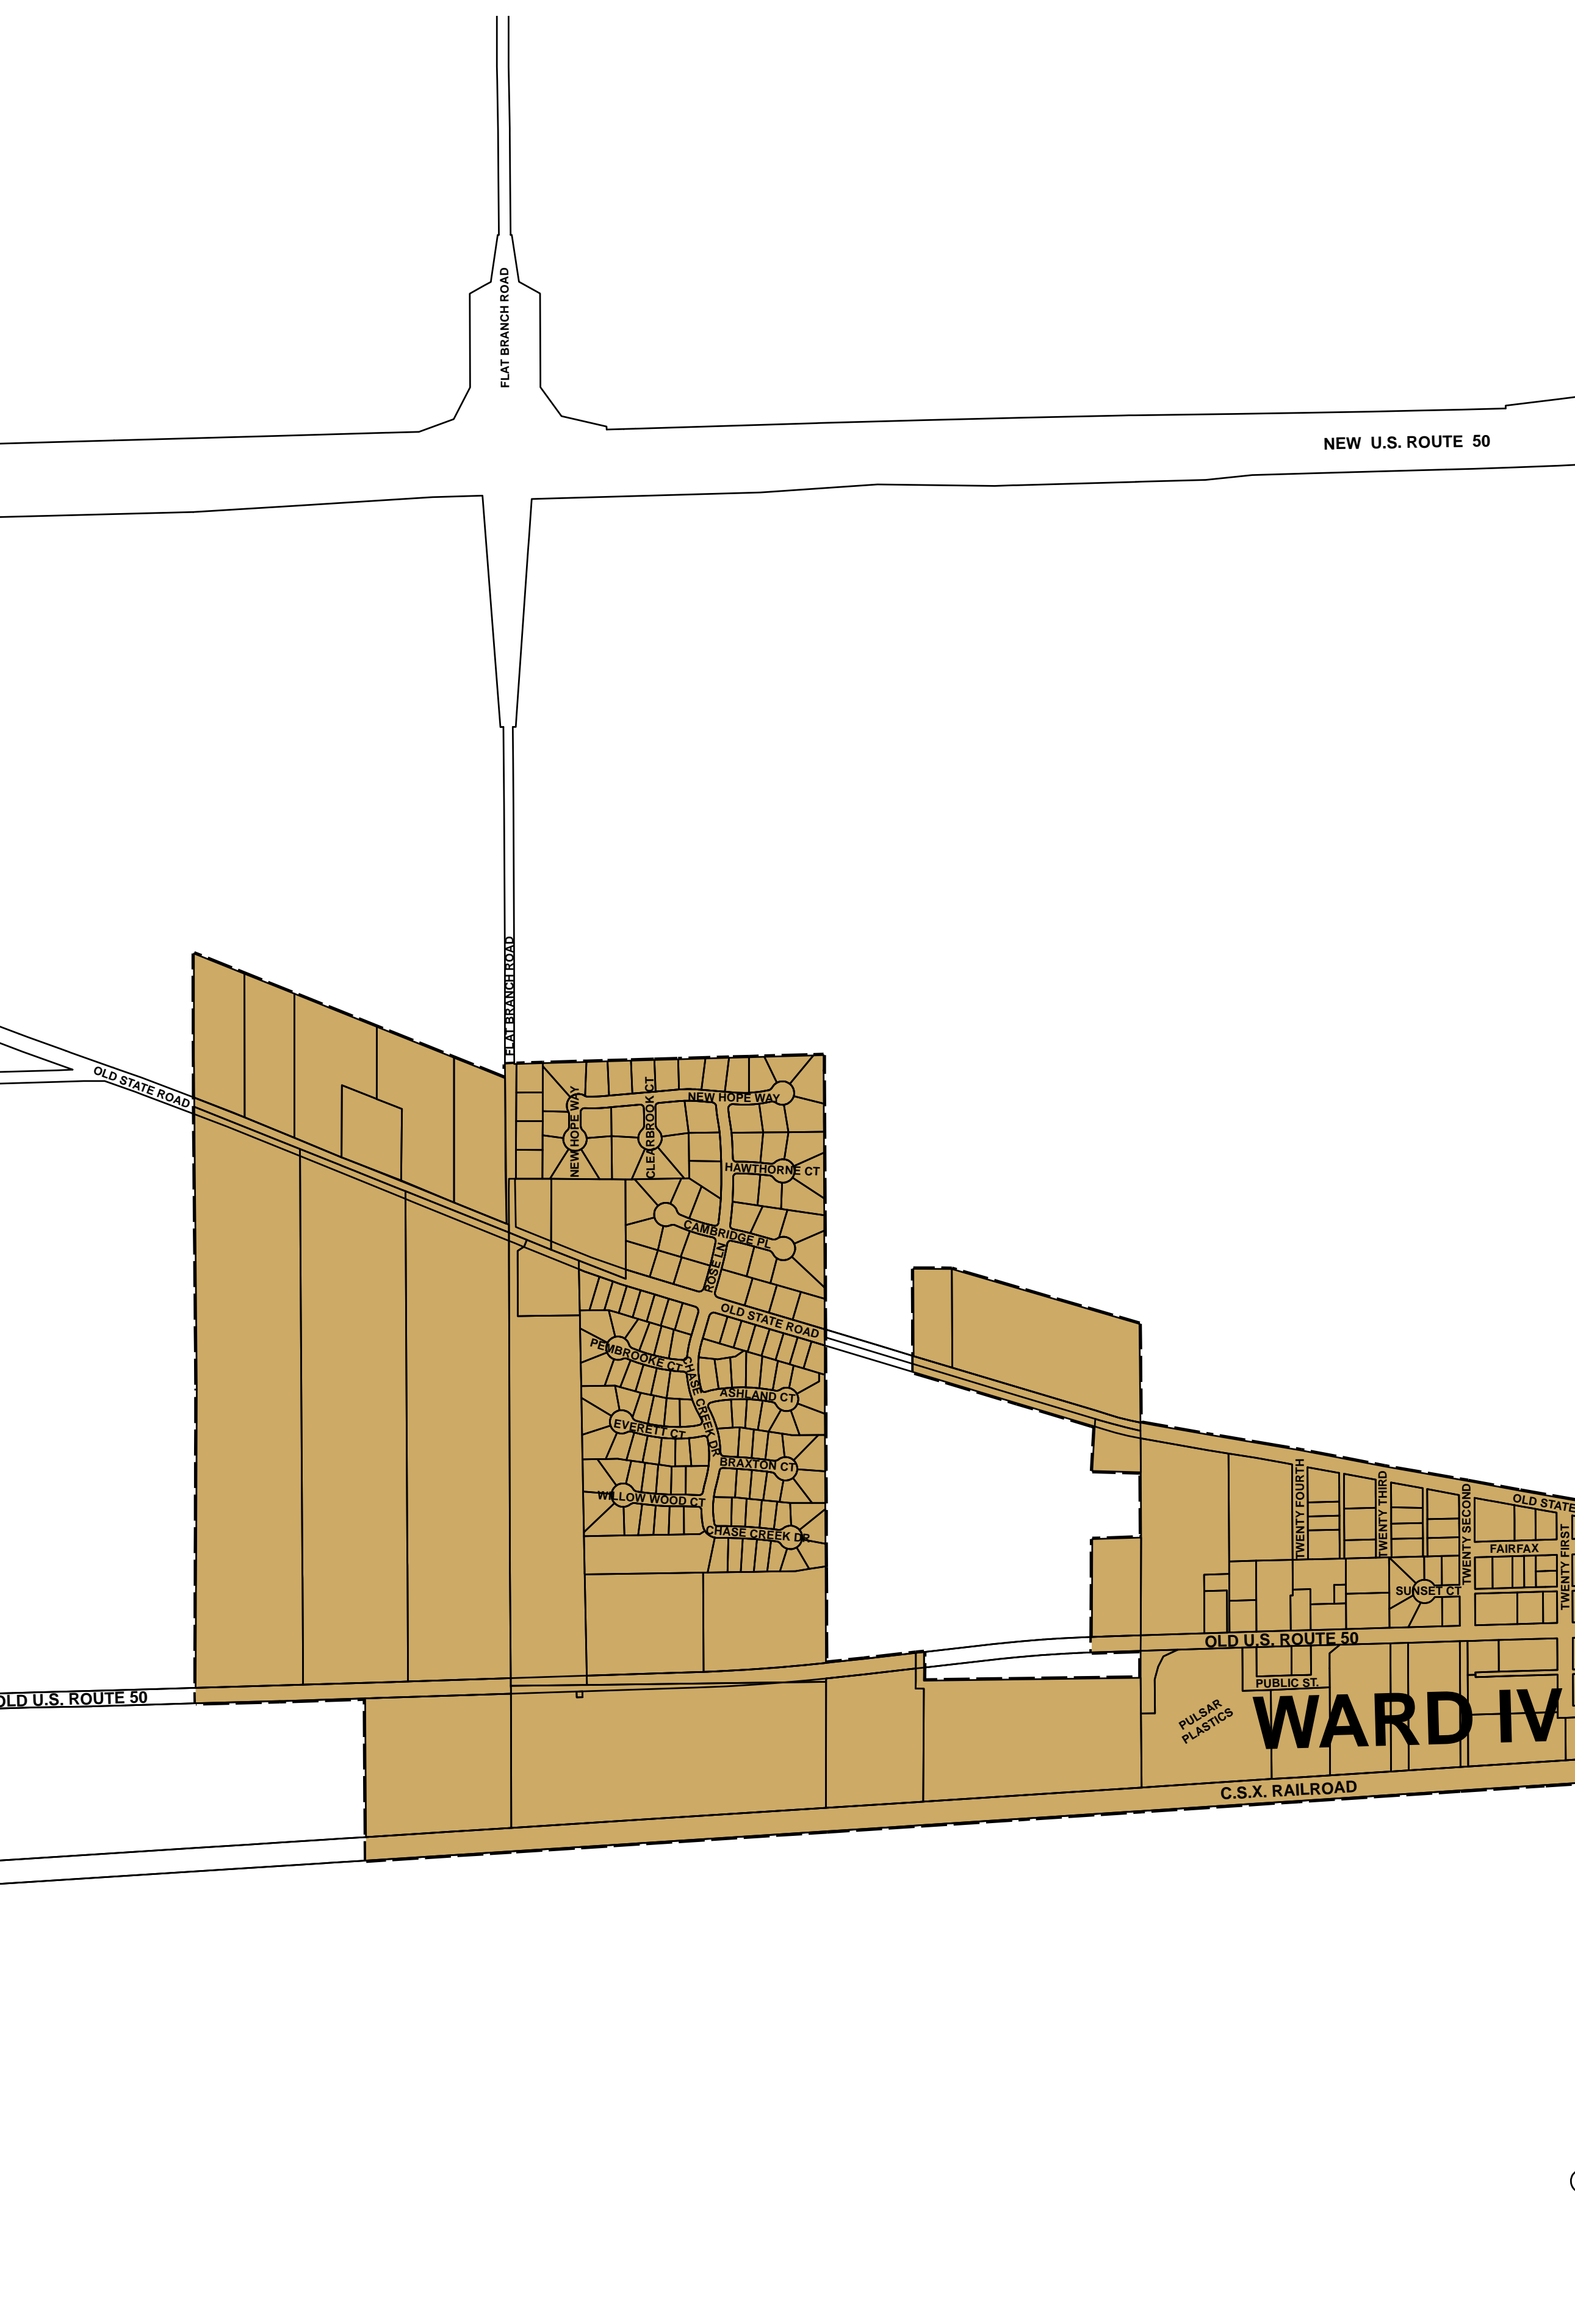 FLAT BRANCH ROAD
NEW U.S. ROUTE 50
FLAT BRANCH ROAD
OLD STATE ROAD
NEW HOPE WAY
CLEARBROOK CT
NEW HOPE WAY
HAWTHORNE CT
CAMBRIDGE PL
ROSE LN
OLD STATE ROAD
PEMBROOKE CT
CHASE CREEK DR
ASHLAND CT
EVERETT CT
BRAXTON CT
WILLOW WOOD CT
CHASE CREEK DR
TWENTY FOURTH
TWENTY THIRD
TWENTY SECOND
OLD STATE
FAIRFAX
TWENTY FIRST
SUNSET CT
OLD U.S. ROUTE 50
PUBLIC ST.
OLD U.S. ROUTE 50
PULSAR
PLASTICS
WARD IV
C.S.X. RAILROAD